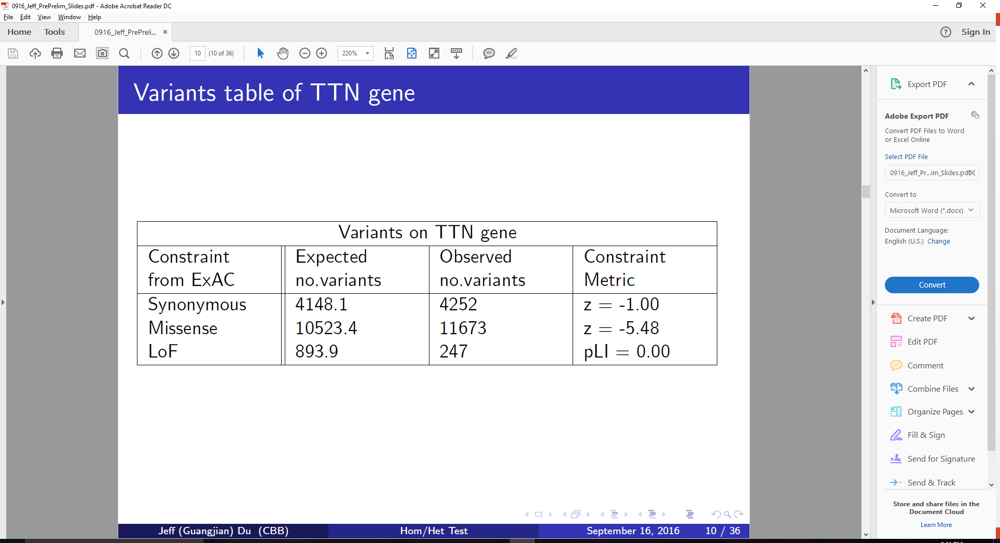 0916_Jeff_PrePrelim_Slides.pdf - Adobe Acrobat Reader DC
File Edit View Window Help
Home Tools 0916_Jeff_PrePreli... × Sign In
10 (10 of 36) 220%
Variants table of TTN gene
Variants on TTN gene
Constraint Expected Observed Constraint
from ExAC no.variants no.variants Metric
Synonymous 4148.1 4252 z = -1.00
Missense 10523.4 11673 z = -5.48
LoF 893.9 247 pLI = 0.00
Jeff (Guangjian) Du (CBB) Hom/Het Test September 16, 2016 10 / 36
Export PDF
Adobe Export PDF
Convert PDF Files to Word
or Excel Online
Select PDF File
0916_Jeff_Pr...im_Slides.pdf
Convert to
Microsoft Word (*.docx)
Document Language:
English (U.S.) Change
Convert
Create PDF
Edit PDF
Comment
Combine Files
Organize Pages
Fill & Sign
Send for Signature
Send & Track
Store and share files in the
Document Cloud
Learn More